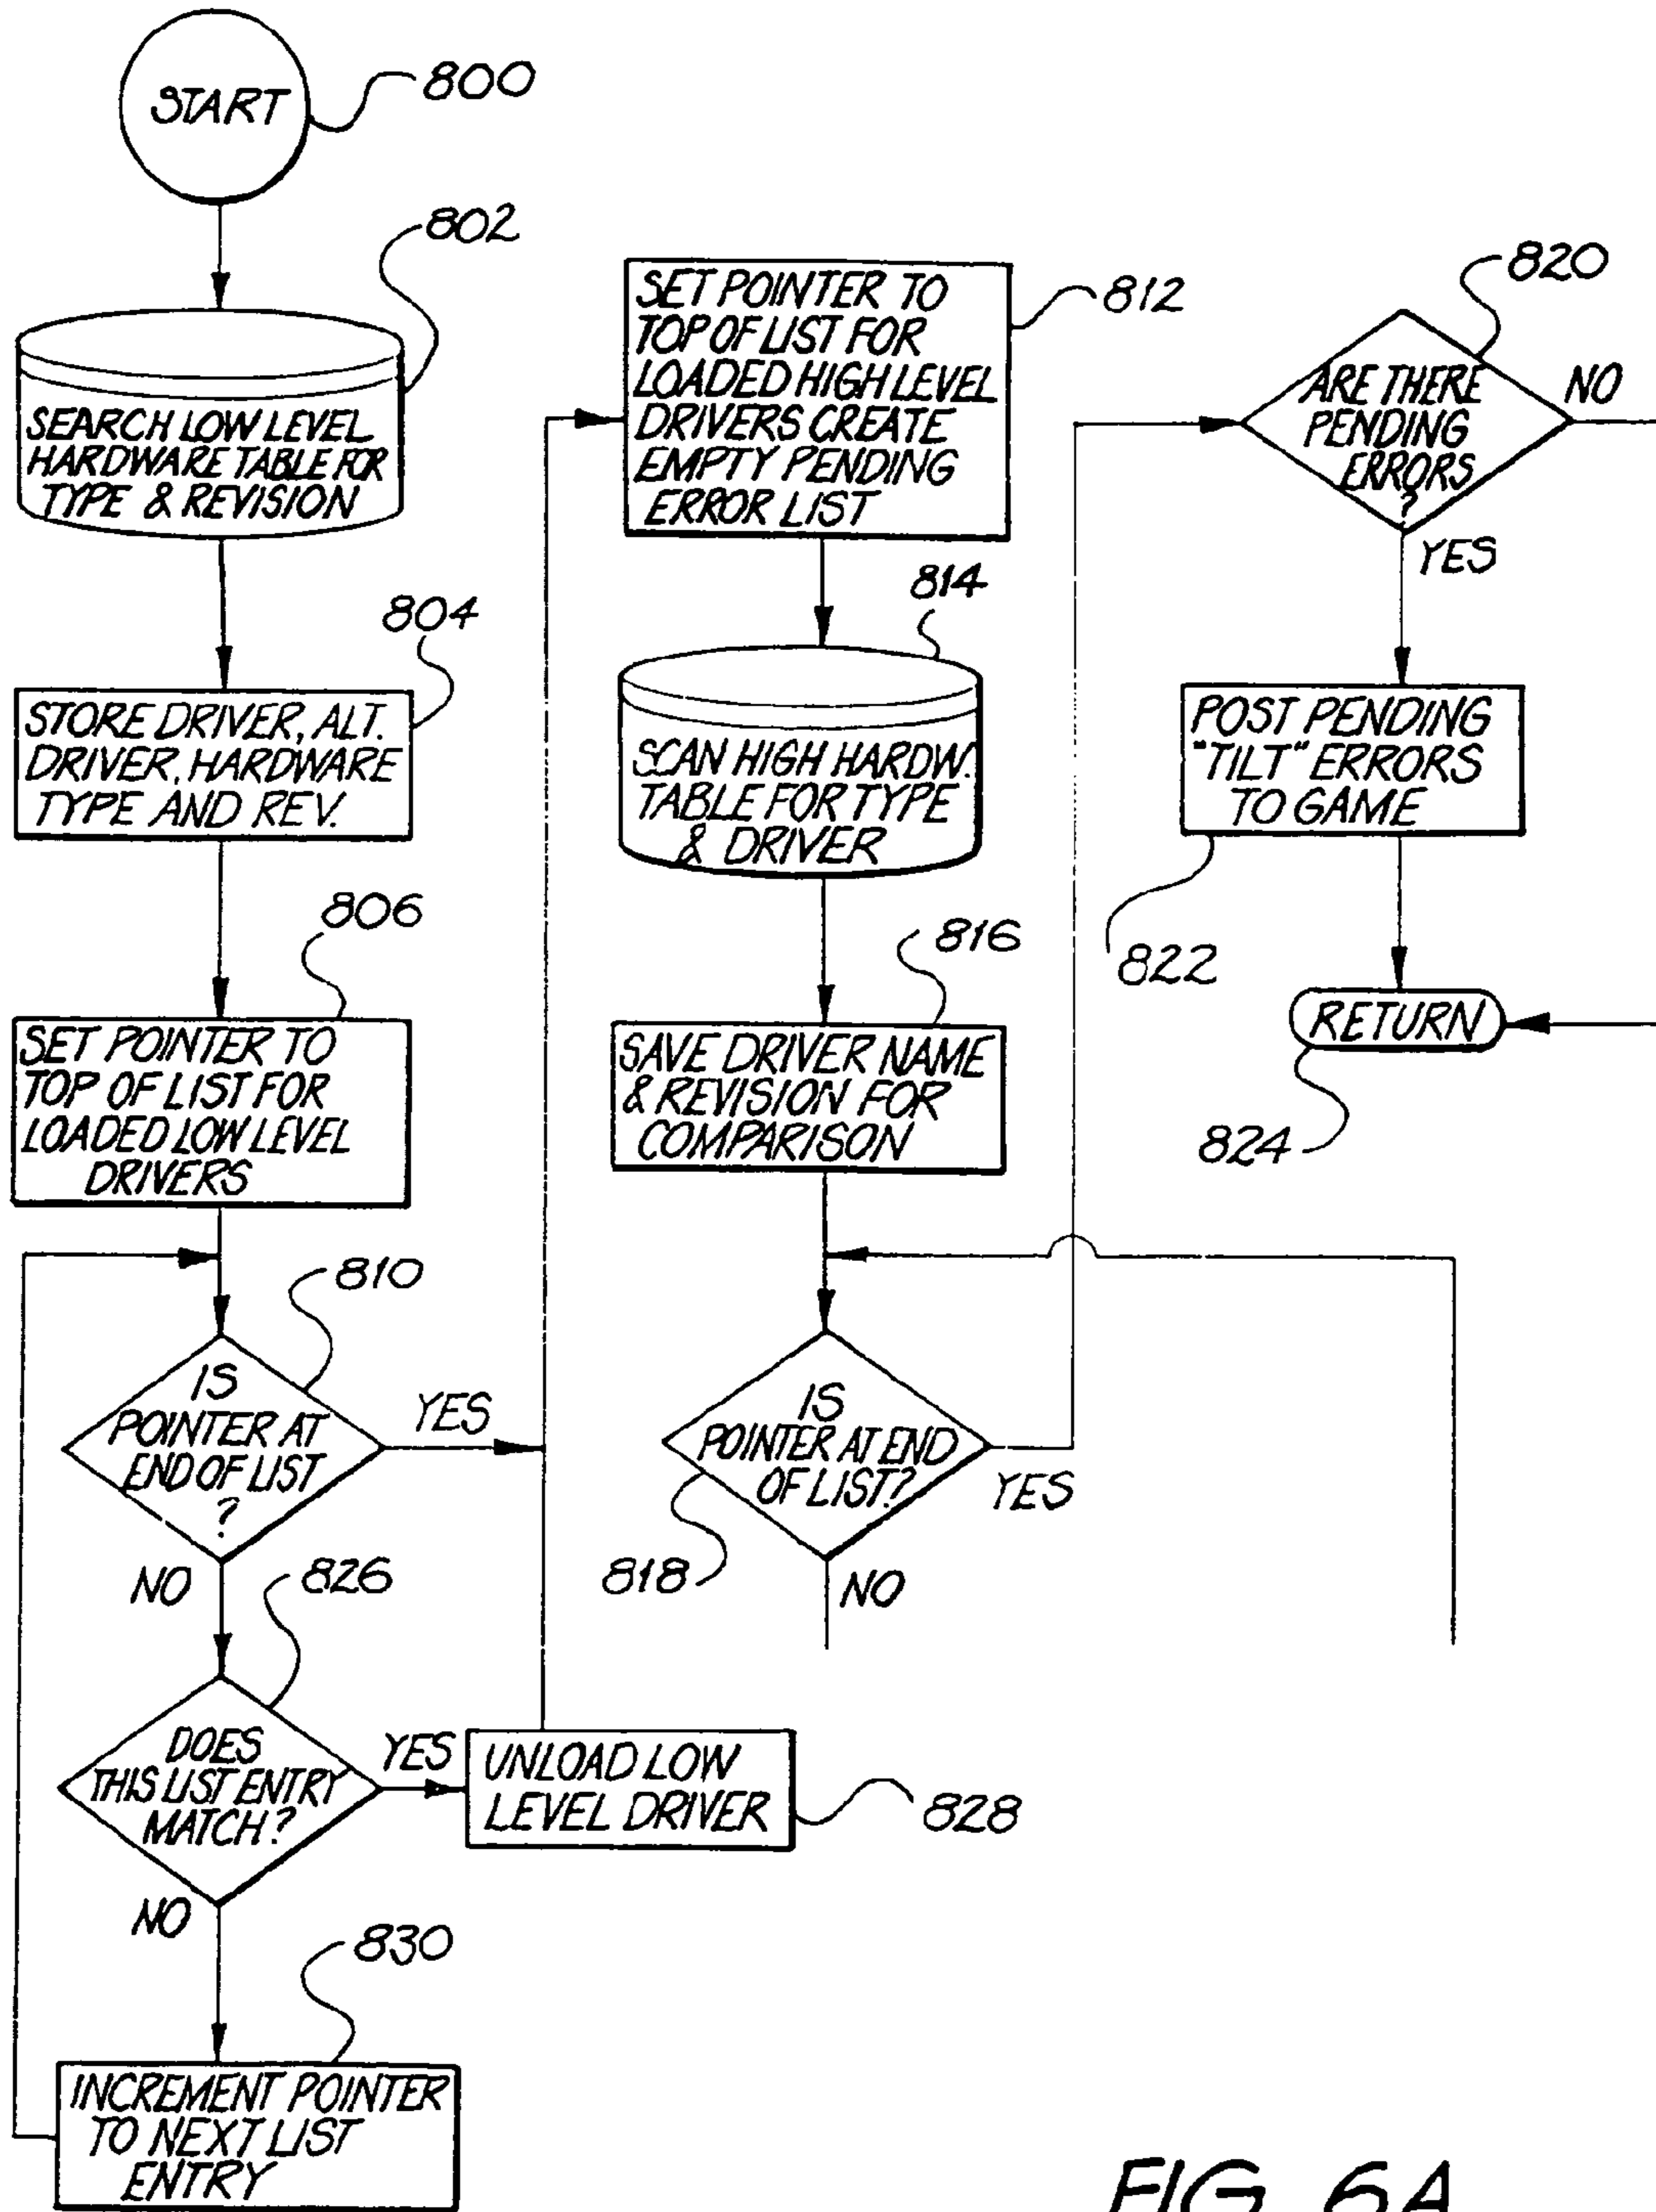 START
800
802
SEARCH LOW LEVEL
HARDWARE TABLE FOR
TYPE & REVISION
804
STORE DRIVER, ALT.
DRIVER, HARDWARE
TYPE AND REV.
806
SET POINTER TO
TOP OF LIST FOR
LOADED LOW LEVEL
DRIVERS
810
IS
POINTER AT
END OF LIST
?
YES
NO
826
DOES
THIS LIST ENTRY
MATCH?
YES
NO
UNLOAD LOW
LEVEL DRIVER
828
830
INCREMENT POINTER
TO NEXT LIST
ENTRY
SET POINTER TO
TOP OF LIST FOR
LOADED HIGH LEVEL
DRIVERS CREATE
EMPTY PENDING
ERROR LIST
812
814
SCAN HIGH HARDW.
TABLE FOR TYPE
& DRIVER
816
SAVE DRIVER NAME
& REVISION FOR
COMPARISON
IS
POINTER AT END
OF LIST?
YES
818
NO
820
ARE THERE
PENDING
ERRORS
?
NO
YES
POST PENDING
"TILT" ERRORS
TO GAME
822
RETURN
824
FIG. 6A